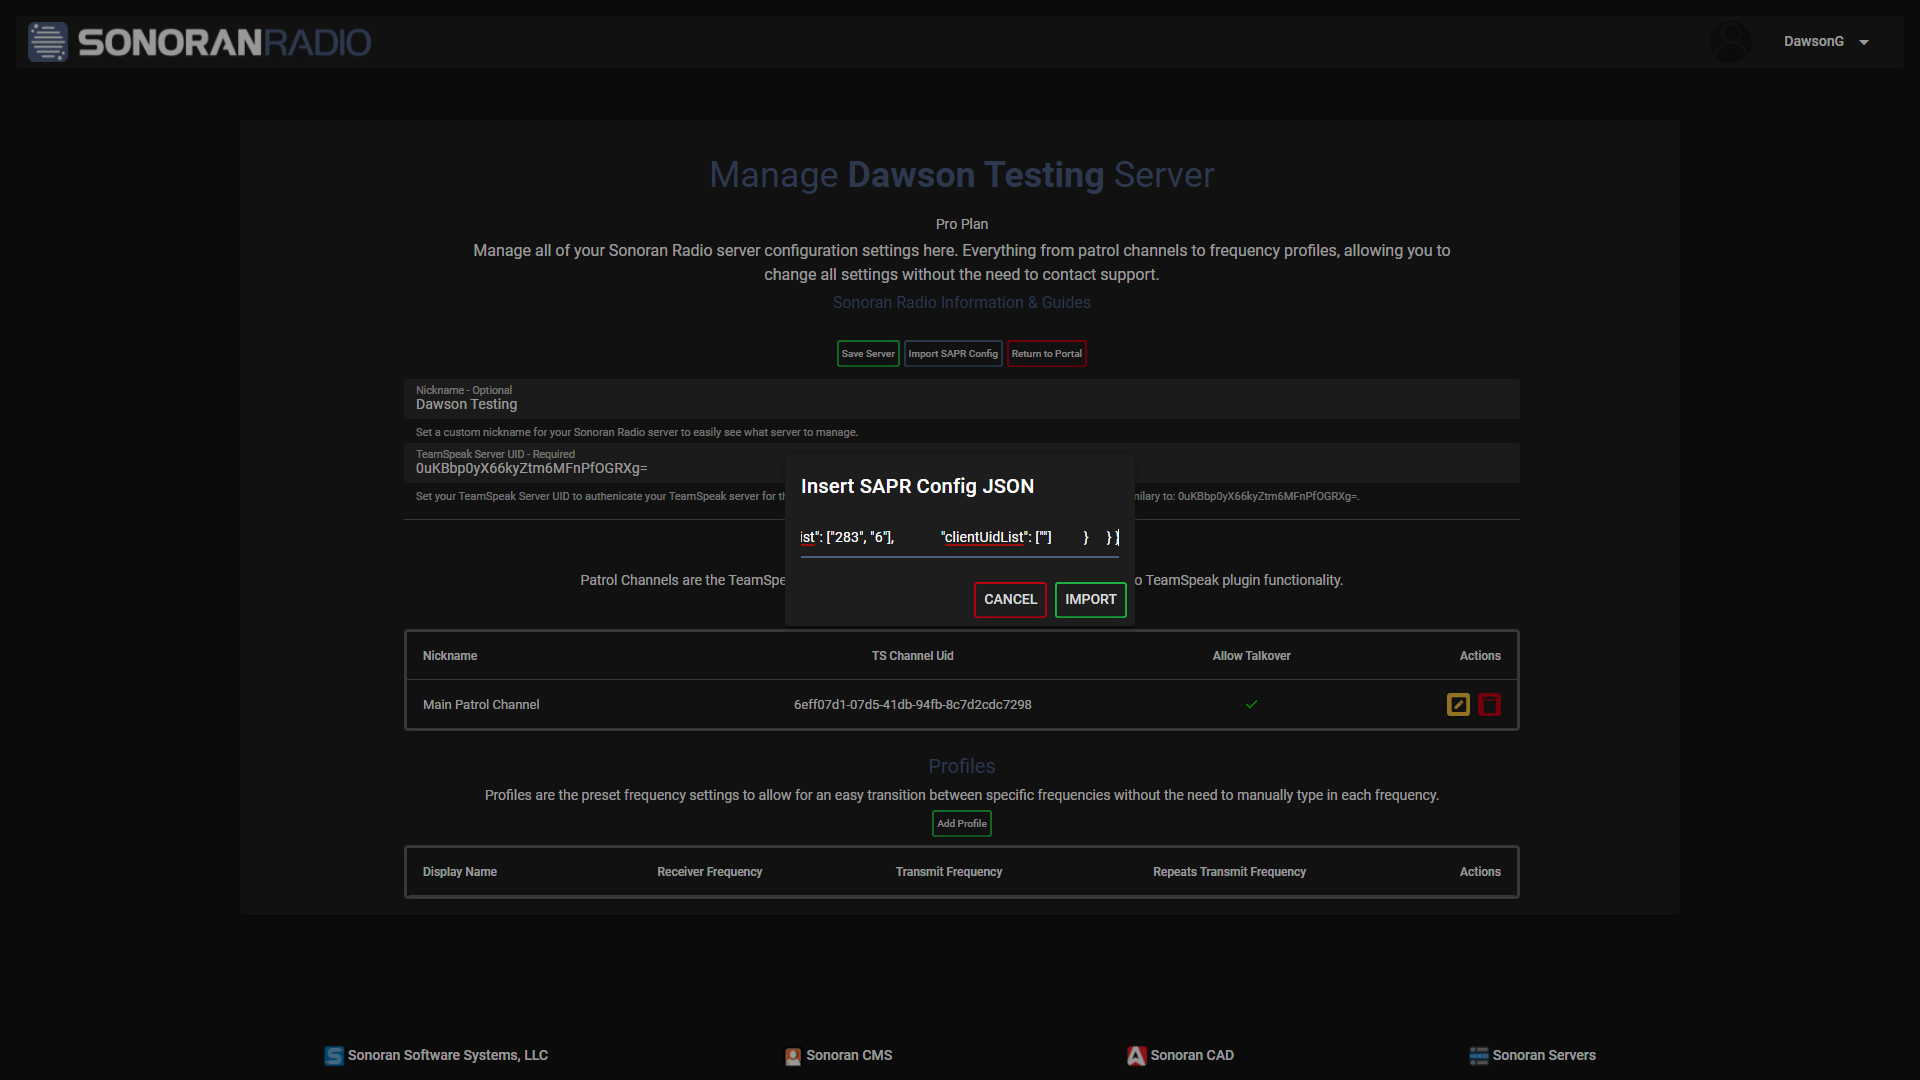 SONORANRADIO
DawsonG
Manage Dawson Testing Server
Pro Plan
Manage all of your Sonoran Radio server configuration settings here. Everything from patrol channels to frequency profiles, allowing you to
change all settings without the need to contact support.
Sonoran Radio Information & Guides
Save Server Import SAPR Config Return to Portal
Nickname - Optional
Dawson Testing
Set a custom nickname for your Sonoran Radio server to easily see what server to manage.
TeamSpeak Server UID - Required
0uKBbp0yX66kyZtm6MFnPfOGRXg=
Set your TeamSpeak Server UID to authenicate your TeamSpeak server for th
milary to: 0uKBbp0yX66kyZtm6MFnPfOGRXg=.
Insert SAPR Config JSON
ist": ["283", "6"], "clientUidList": [""] } } ]
CANCEL IMPORT
Patrol Channels are the TeamSpe
o TeamSpeak plugin functionality.
Nickname TS Channel Uid Allow Talkover Actions
Main Patrol Channel 6eff07d1-07d5-41db-94fb-8c7d2cdc7298
Profiles
Profiles are the preset frequency settings to allow for an easy transition between specific frequencies without the need to manually type in each frequency.
Add Profile
Display Name Receiver Frequency Transmit Frequency Repeats Transmit Frequency Actions
Sonoran Software Systems, LLC Sonoran CMS Sonoran CAD Sonoran Servers